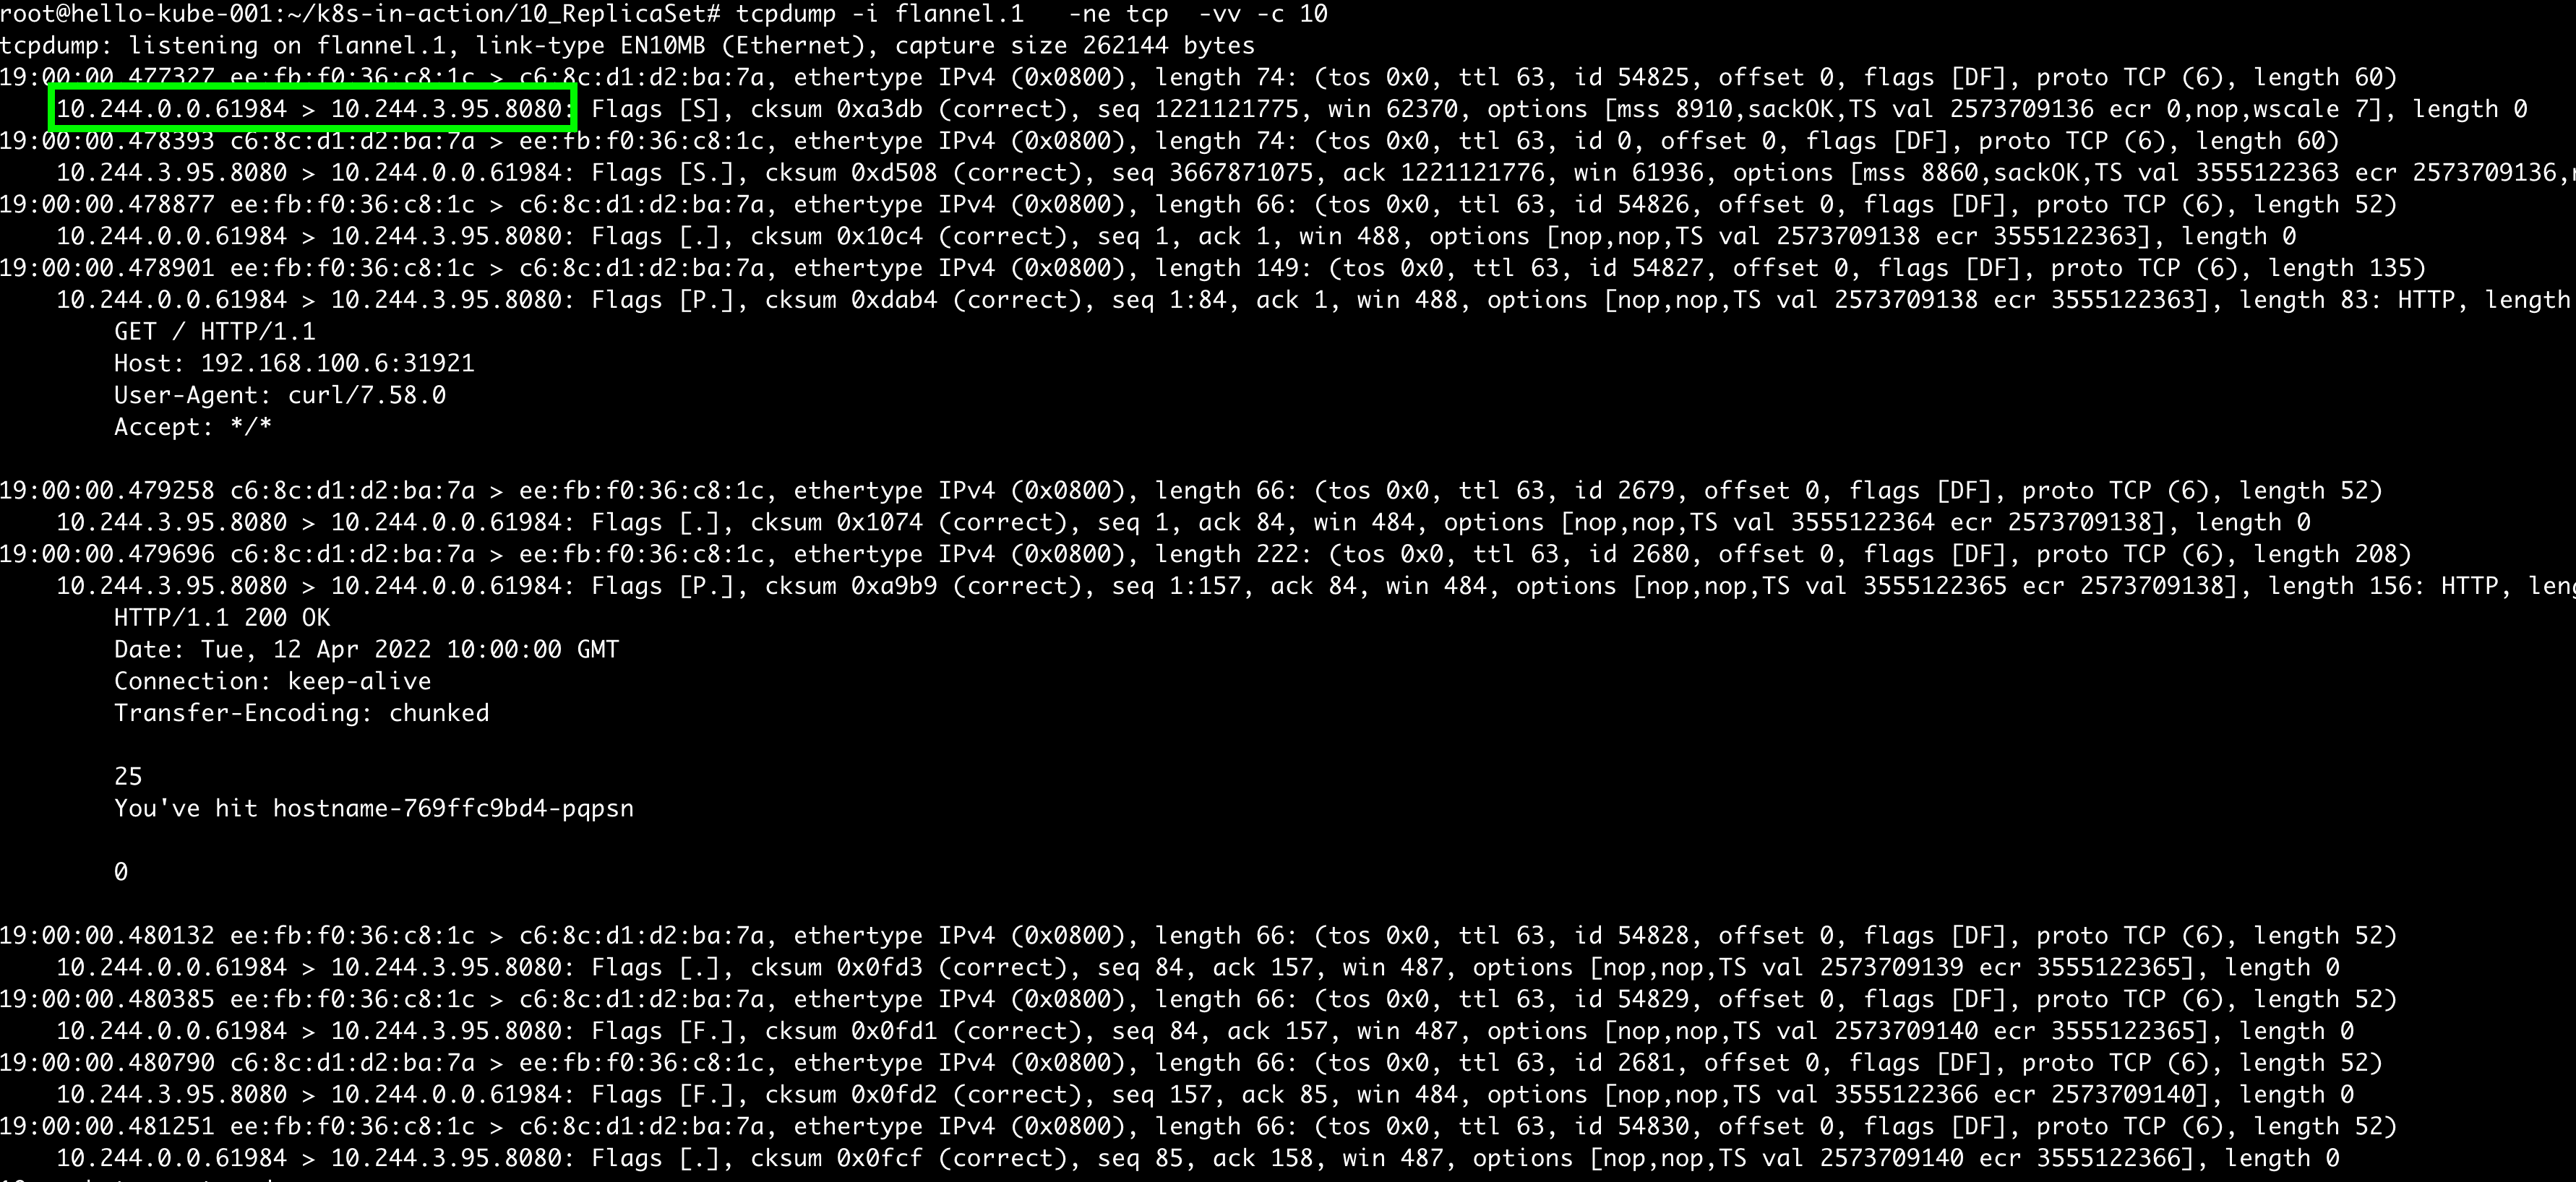 root@hello-kube-001:~/k8s-in-action/10_ReplicaSet# tcpdump -i flannel.1   -ne tcp  -vv -c 10
tcpdump: listening on flannel.1, link-type EN10MB (Ethernet), capture size 262144 bytes
19:00:00.477327 ee:fb:f0:36:c8:1c > c6:8c:d1:d2:ba:7a, ethertype IPv4 (0x0800), length 74: (tos 0x0, ttl 63, id 54825, offset 0, flags [DF], proto TCP (6), length 60)
    10.244.0.0.61984 > 10.244.3.95.8080: Flags [S], cksum 0xa3db (correct), seq 1221121775, win 62370, options [mss 8910,sackOK,TS val 2573709136 ecr 0,nop,wscale 7], length 0
19:00:00.478393 c6:8c:d1:d2:ba:7a > ee:fb:f0:36:c8:1c, ethertype IPv4 (0x0800), length 74: (tos 0x0, ttl 63, id 0, offset 0, flags [DF], proto TCP (6), length 60)
    10.244.3.95.8080 > 10.244.0.0.61984: Flags [S.], cksum 0xd508 (correct), seq 3667871075, ack 1221121776, win 61936, options [mss 8860,sackOK,TS val 3555122363 ecr 2573709136,
19:00:00.478877 ee:fb:f0:36:c8:1c > c6:8c:d1:d2:ba:7a, ethertype IPv4 (0x0800), length 66: (tos 0x0, ttl 63, id 54826, offset 0, flags [DF], proto TCP (6), length 52)
    10.244.0.0.61984 > 10.244.3.95.8080: Flags [.], cksum 0x10c4 (correct), seq 1, ack 1, win 488, options [nop,nop,TS val 2573709138 ecr 3555122363], length 0
19:00:00.478901 ee:fb:f0:36:c8:1c > c6:8c:d1:d2:ba:7a, ethertype IPv4 (0x0800), length 149: (tos 0x0, ttl 63, id 54827, offset 0, flags [DF], proto TCP (6), length 135)
    10.244.0.0.61984 > 10.244.3.95.8080: Flags [P.], cksum 0xdab4 (correct), seq 1:84, ack 1, win 488, options [nop,nop,TS val 2573709138 ecr 3555122363], length 83: HTTP, length
        GET / HTTP/1.1
        Host: 192.168.100.6:31921
        User-Agent: curl/7.58.0
        Accept: */*
19:00:00.479258 c6:8c:d1:d2:ba:7a > ee:fb:f0:36:c8:1c, ethertype IPv4 (0x0800), length 66: (tos 0x0, ttl 63, id 2679, offset 0, flags [DF], proto TCP (6), length 52)
    10.244.3.95.8080 > 10.244.0.0.61984: Flags [.], cksum 0x1074 (correct), seq 1, ack 84, win 484, options [nop,nop,TS val 3555122364 ecr 2573709138], length 0
19:00:00.479696 c6:8c:d1:d2:ba:7a > ee:fb:f0:36:c8:1c, ethertype IPv4 (0x0800), length 222: (tos 0x0, ttl 63, id 2680, offset 0, flags [DF], proto TCP (6), length 208)
    10.244.3.95.8080 > 10.244.0.0.61984: Flags [P.], cksum 0xa9b9 (correct), seq 1:157, ack 84, win 484, options [nop,nop,TS val 3555122365 ecr 2573709138], length 156: HTTP,
        HTTP/1.1 200 OK
        Date: Tue, 12 Apr 2022 10:00:00 GMT
        Connection: keep-alive
        Transfer-Encoding: chunked
        25
        You've hit hostname-769ffc9bd4-pqpsn
        0
19:00:00.480132 ee:fb:f0:36:c8:1c > c6:8c:d1:d2:ba:7a, ethertype IPv4 (0x0800), length 66: (tos 0x0, ttl 63, id 54828, offset 0, flags [DF], proto TCP (6), length 52)
    10.244.0.0.61984 > 10.244.3.95.8080: Flags [.], cksum 0x0fd3 (correct), seq 84, ack 157, win 487, options [nop,nop,TS val 2573709139 ecr 3555122365], length 0
19:00:00.480385 ee:fb:f0:36:c8:1c > c6:8c:d1:d2:ba:7a, ethertype IPv4 (0x0800), length 66: (tos 0x0, ttl 63, id 54829, offset 0, flags [DF], proto TCP (6), length 52)
    10.244.0.0.61984 > 10.244.3.95.8080: Flags [F.], cksum 0x0fd1 (correct), seq 84, ack 157, win 487, options [nop,nop,TS val 2573709140 ecr 3555122365], length 0
19:00:00.480790 c6:8c:d1:d2:ba:7a > ee:fb:f0:36:c8:1c, ethertype IPv4 (0x0800), length 66: (tos 0x0, ttl 63, id 2681, offset 0, flags [DF], proto TCP (6), length 52)
    10.244.3.95.8080 > 10.244.0.0.61984: Flags [F.], cksum 0x0fd2 (correct), seq 157, ack 85, win 484, options [nop,nop,TS val 3555122366 ecr 2573709140], length 0
19:00:00.481251 ee:fb:f0:36:c8:1c > c6:8c:d1:d2:ba:7a, ethertype IPv4 (0x0800), length 66: (tos 0x0, ttl 63, id 54830, offset 0, flags [DF], proto TCP (6), length 52)
    10.244.0.0.61984 > 10.244.3.95.8080: Flags [.], cksum 0x0fcf (correct), seq 85, ack 158, win 487, options [nop,nop,TS val 2573709140 ecr 3555122366], length 0